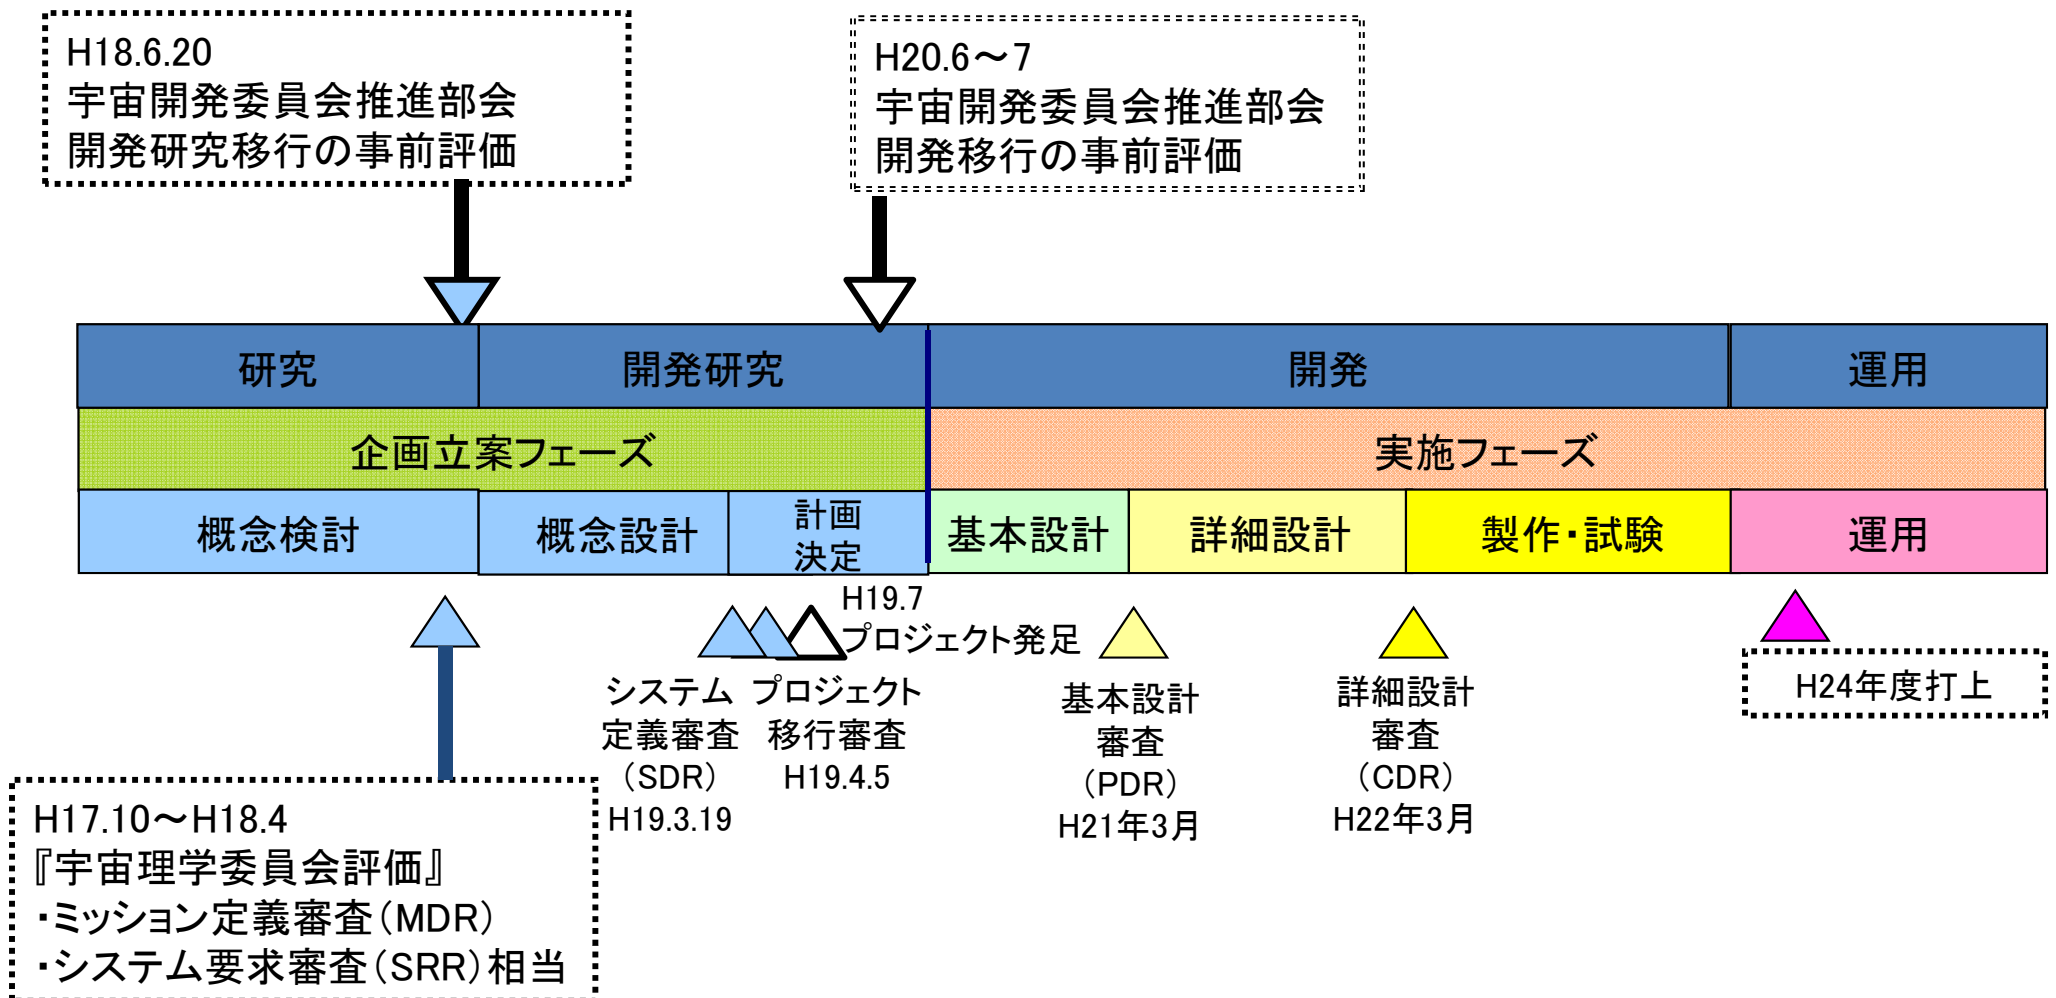 H18.6.20
宇宙開発委員会推進部会
開発研究移行の事前評価
H20.6～7
宇宙開発委員会推進部会
開発移行の事前評価
研究
開発研究
開発
運用
企画立案フェーズ
実施フェーズ
概念検討
概念設計
計画
決定
基本設計
詳細設計
製作・試験
運用
H19.7
プロジェクト発足
システム
定義審査
（SDR）
H19.3.19
プロジェクト
移行審査
H19.4.5
基本設計
審査
（PDR）
H21年3月
詳細設計
審査
（CDR）
H22年3月
H24年度打上
H17.10～H18.4
『宇宙理学委員会評価』
・ミッション定義審査（MDR）
・システム要求審査（SRR）相当